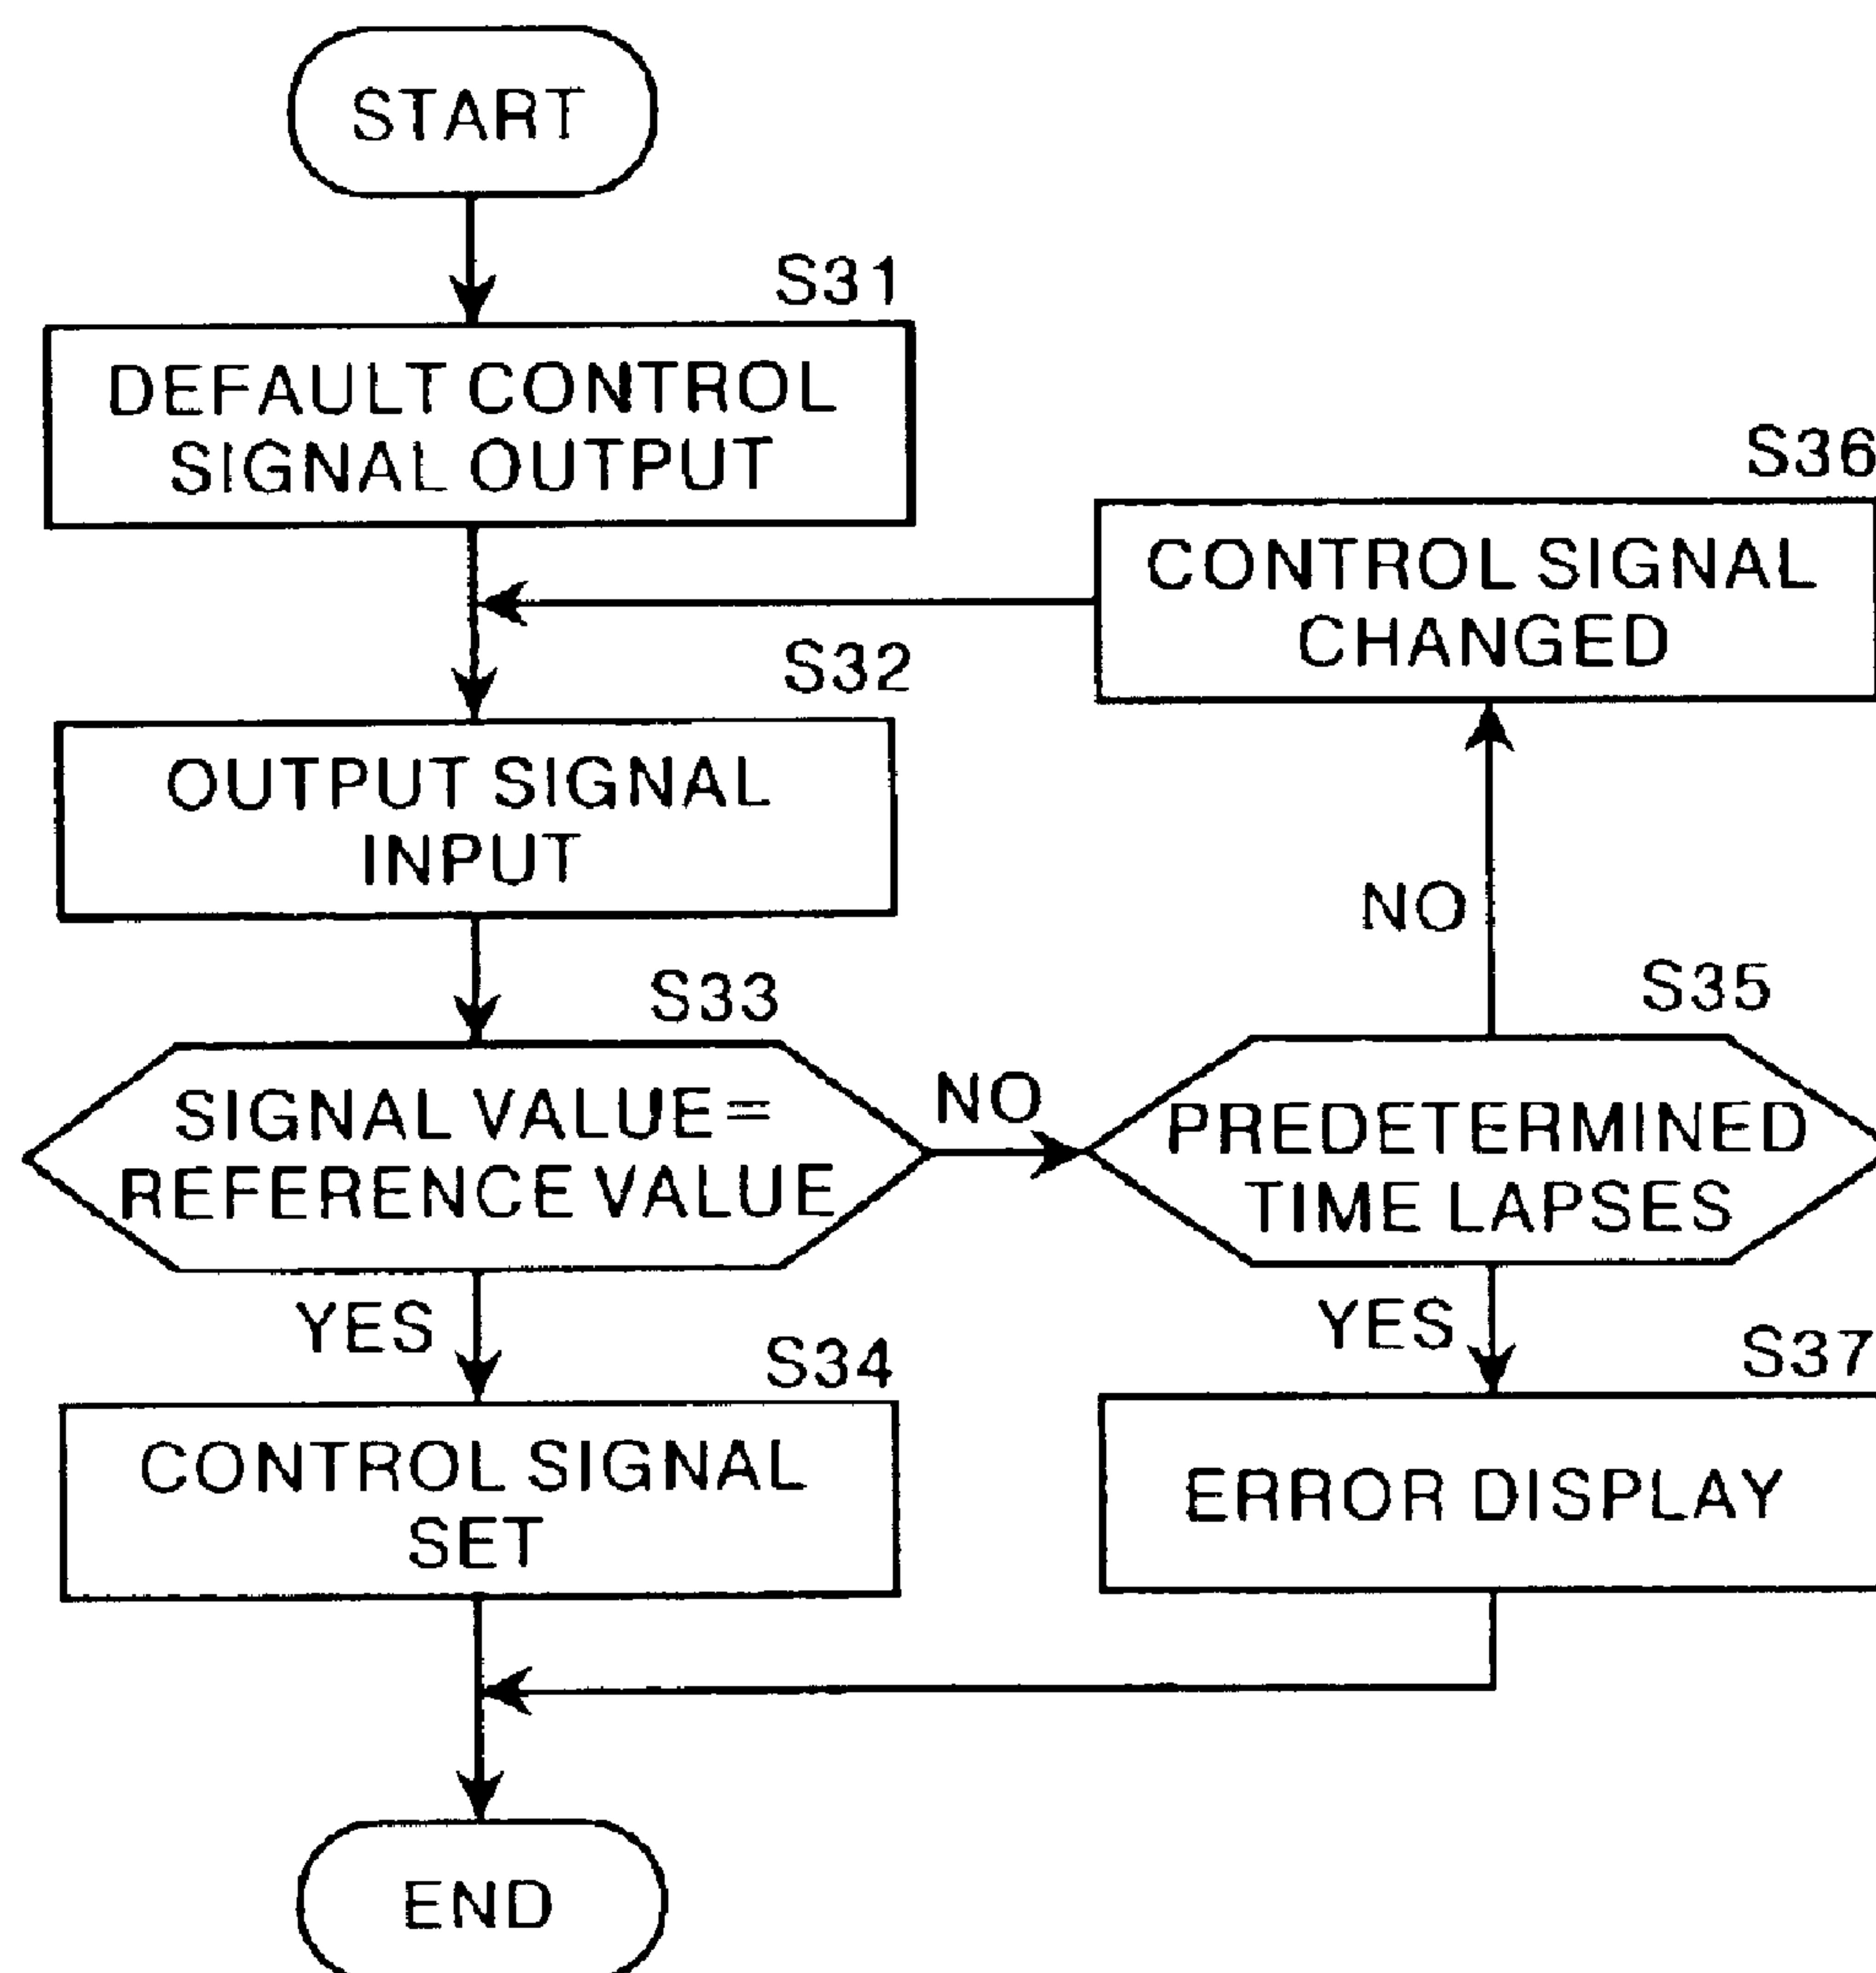 START
S31
DEFAULT CONTROL
SIGNAL OUTPUT
S36
CONTROL SIGNAL
CHANGED
S32
OUTPUT SIGNAL
INPUT
NO
S33
S35
SIGNAL VALUE=
REFERENCE VALUE
NO
PREDETERMINED
TIME LAPSES
YES
YES
S34
S37
CONTROL SIGNAL
SET
ERROR DISPLAY
END